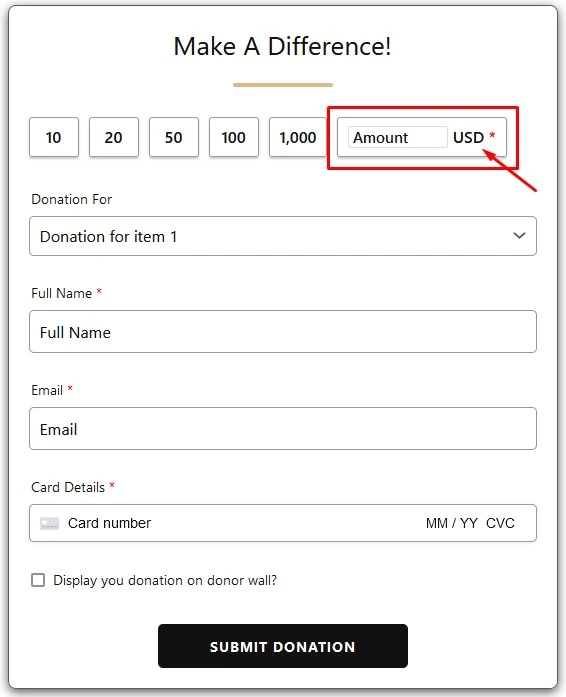 Make A Difference!
10 20 50 100 1,000 Amount USD *
Donation For
Donation for item 1
Full Name *
Full Name
Email *
Email
Card Details *
Card number MM / YY CVC
Display you donation on donor wall?
SUBMIT DONATION